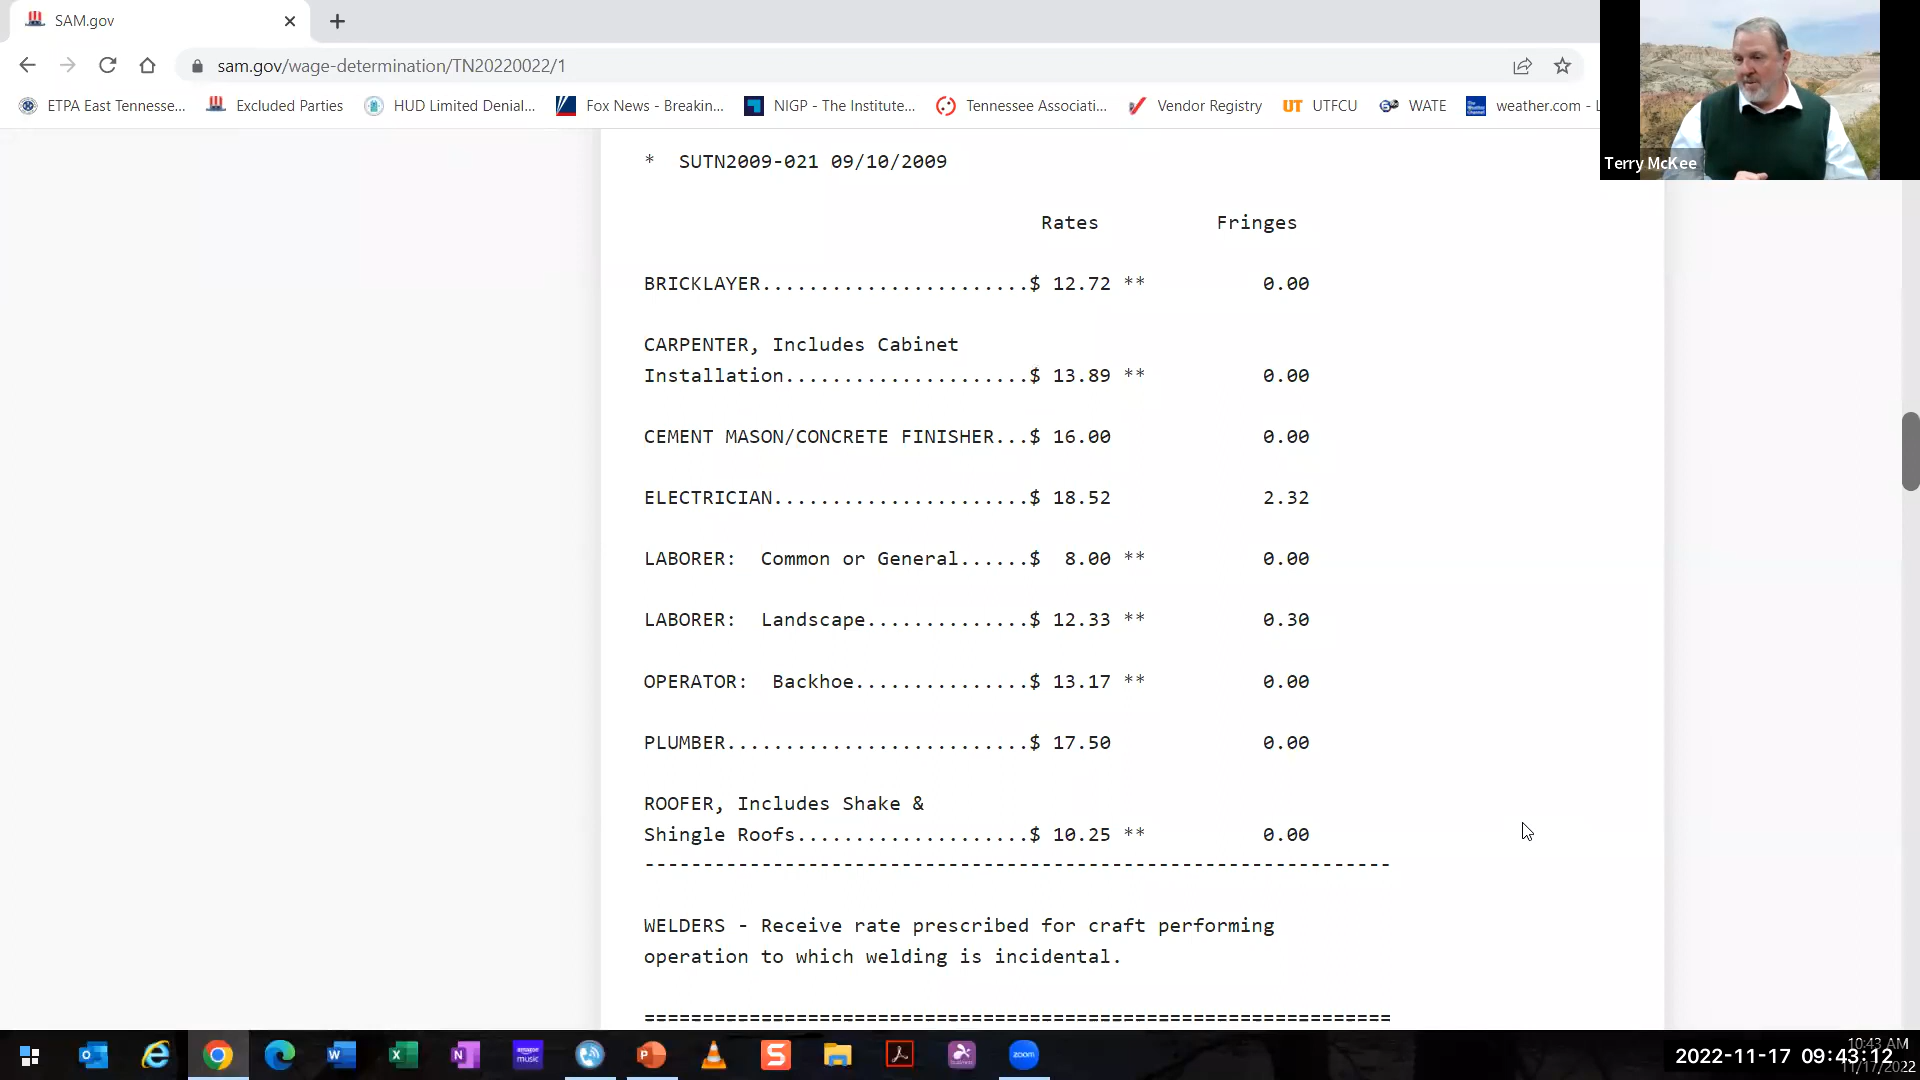 SAM.gov
sam.gov/wage-determination/TN20220022/1
ETPA East Tennesse... Excluded Parties HUD Limited Denial... Fox News - Breakin... NIGP - The Institute... Tennessee Associati... Vendor Registry UT UTFCU WATE weather.com - L
Terry McKee
* SUTN2009-021 09/10/2009
Rates Fringes
BRICKLAYER.......................$ 12.72 ** 0.00
CARPENTER, Includes Cabinet
Installation.....................$ 13.89 ** 0.00
CEMENT MASON/CONCRETE FINISHER...$ 16.00 0.00
ELECTRICIAN......................$ 18.52 2.32
LABORER: Common or General......$ 8.00 ** 0.00
LABORER: Landscape..............$ 12.33 ** 0.30
OPERATOR: Backhoe...............$ 13.17 ** 0.00
PLUMBER..........................$ 17.50 0.00
ROOFER, Includes Shake &
Shingle Roofs....................$ 10.25 ** 0.00
----------------------------------------------------------------
WELDERS - Receive rate prescribed for craft performing
operation to which welding is incidental.
================================================================
amazon music
zoom
10:43 AM
2022-11-17 09:43:12
11/17/2022